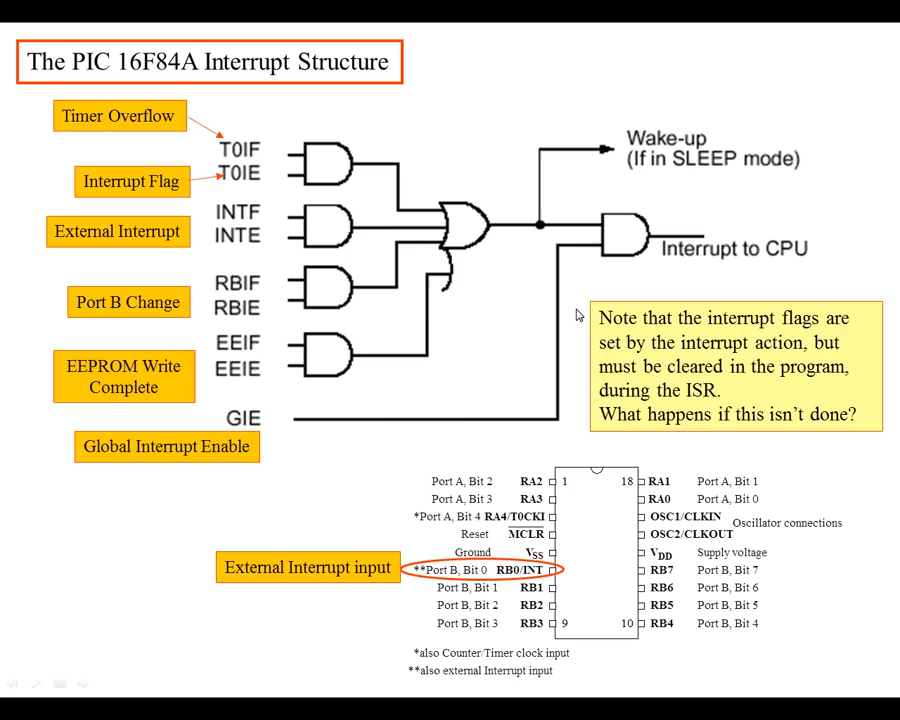 The PIC 16F84A Interrupt Structure
Timer Overflow
T0IF
T0IE
Interrupt Flag
INTF
INTE
External Interrupt
RBIF
RBIE
Port B Change
EEIF
EEIE
EEPROM Write
Complete
GIE
Global Interrupt Enable
Wake-up
(If in SLEEP mode)
Interrupt to CPU
Note that the interrupt flags are
set by the interrupt action, but
must be cleared in the program,
during the ISR.
What happens if this isn't done?
Port A, Bit 2 RA2 1 18 RA1 Port A, Bit 1
Port A, Bit 3 RA3 RA0 Port A, Bit 0
*Port A, Bit 4 RA4/T0CKI OSC1/CLKIN
Oscillator connections
Reset MCLR OSC2/CLKOUT
Ground VSS VDD Supply voltage
External Interrupt input
**Port B, Bit 0 RB0/INT RB7 Port B, Bit 7
Port B, Bit 1 RB1 RB6 Port B, Bit 6
Port B, Bit 2 RB2 RB5 Port B, Bit 5
Port B, Bit 3 RB3 9 10 RB4 Port B, Bit 4
*also Counter/Timer clock input
**also external Interrupt input